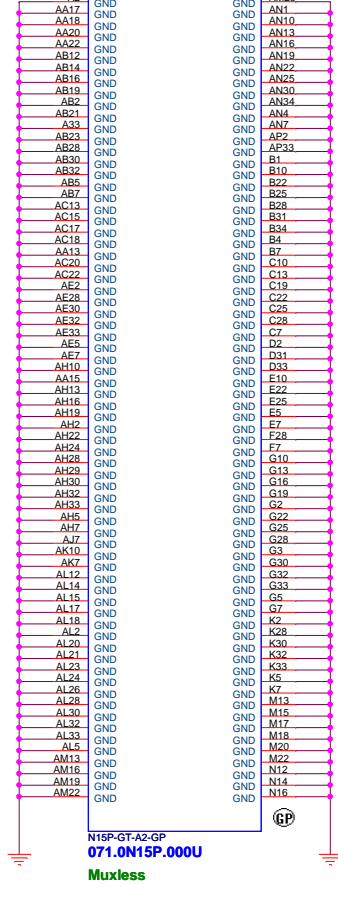 GND GND
AA17 GND GND AN1
AA18 GND GND AN10
AA20 GND GND AN13
AA22 GND GND AN16
AB12 GND GND AN19
AB14 GND GND AN22
AB16 GND GND AN25
AB19 GND GND AN30
AB2 GND GND AN34
AB21 GND GND AN4
A33 GND GND AN7
AB23 GND GND AP2
AB28 GND GND AP33
AB30 GND GND B1
AB32 GND GND B10
AB5 GND GND B22
AB7 GND GND B25
AC13 GND GND B28
AC15 GND GND B31
AC17 GND GND B34
AC18 GND GND B4
AA13 GND GND B7
AC20 GND GND C10
AC22 GND GND C13
AE2 GND GND C19
AE28 GND GND C22
AE30 GND GND C25
AE32 GND GND C28
AE33 GND GND C7
AE5 GND GND D2
AE7 GND GND D31
AH10 GND GND D33
AA15 GND GND E10
AH13 GND GND E22
AH16 GND GND E25
AH19 GND GND E5
AH2 GND GND E7
AH22 GND GND F28
AH24 GND GND F7
AH28 GND GND G10
AH29 GND GND G13
AH30 GND GND G16
AH32 GND GND G19
AH33 GND GND G2
AH5 GND GND G22
AH7 GND GND G25
AJ7 GND GND G28
AK10 GND GND G3
AK7 GND GND G30
AL12 GND GND G32
AL14 GND GND G33
AL15 GND GND G5
AL17 GND GND G7
AL18 GND GND K2
AL2 GND GND K28
AL20 GND GND K30
AL21 GND GND K32
AL23 GND GND K33
AL24 GND GND K5
AL26 GND GND K7
AL28 GND GND M13
AL30 GND GND M15
AL32 GND GND M17
AL33 GND GND M18
AL5 GND GND M20
AM13 GND GND M22
AM16 GND GND N12
AM19 GND GND N14
AM22 GND GND N16
GP
N15P-GT-A2-GP
071.0N15P.000U
Muxless